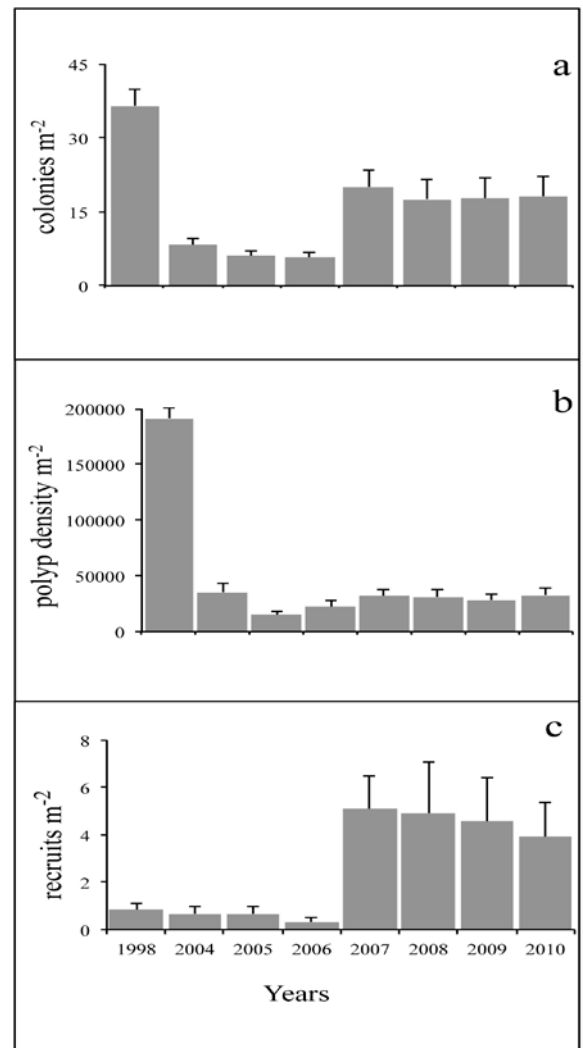 a
45
30
15
0
colonies m⁻²
b
200000
150000
100000
50000
0
polyp density m⁻²
c
8
6
4
2
0
recruits m⁻²
1998 2004 2005 2006 2007 2008 2009 2010
Years